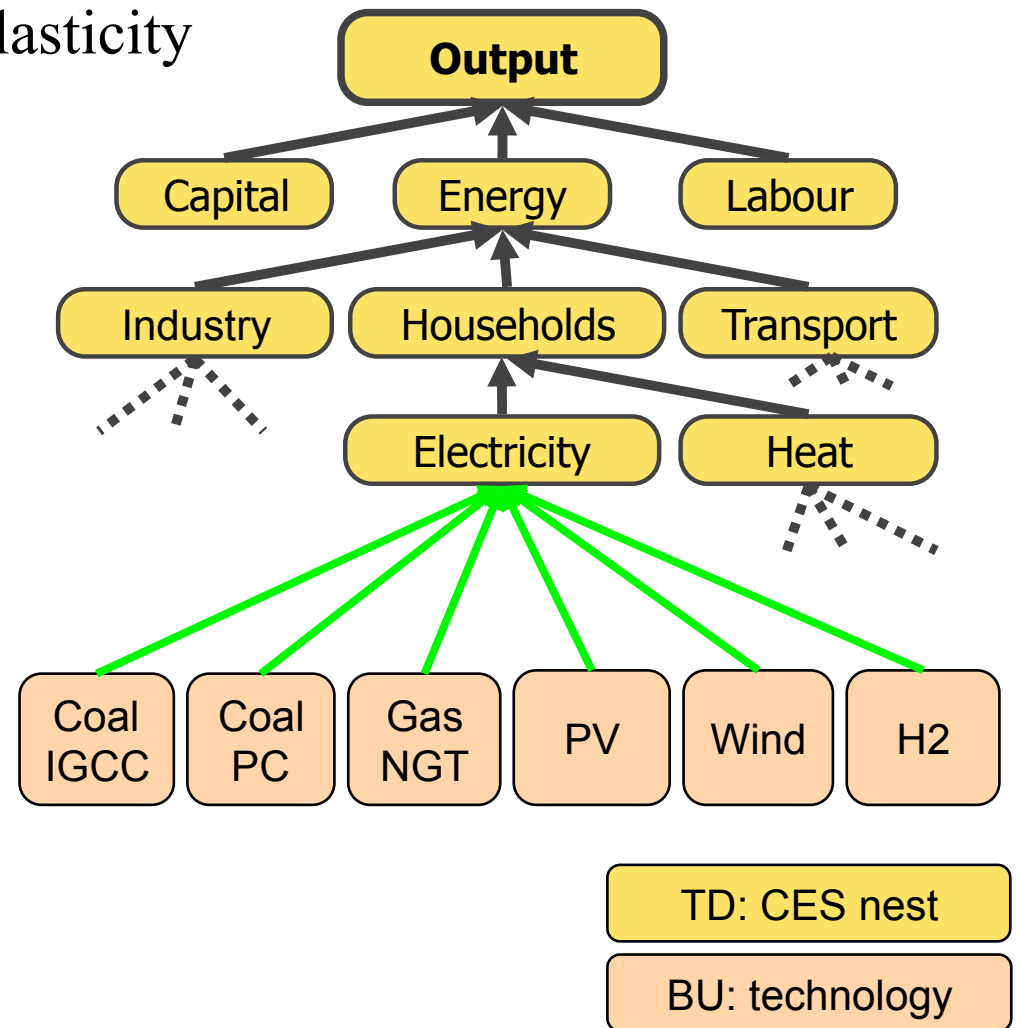 lasticity
Output
Capital
Energy
Labour
Industry
Households
Transport
Electricity
Heat
Coal
IGCC
Coal
PC
Gas
NGT
PV
Wind
H2
TD: CES nest
BU: technology